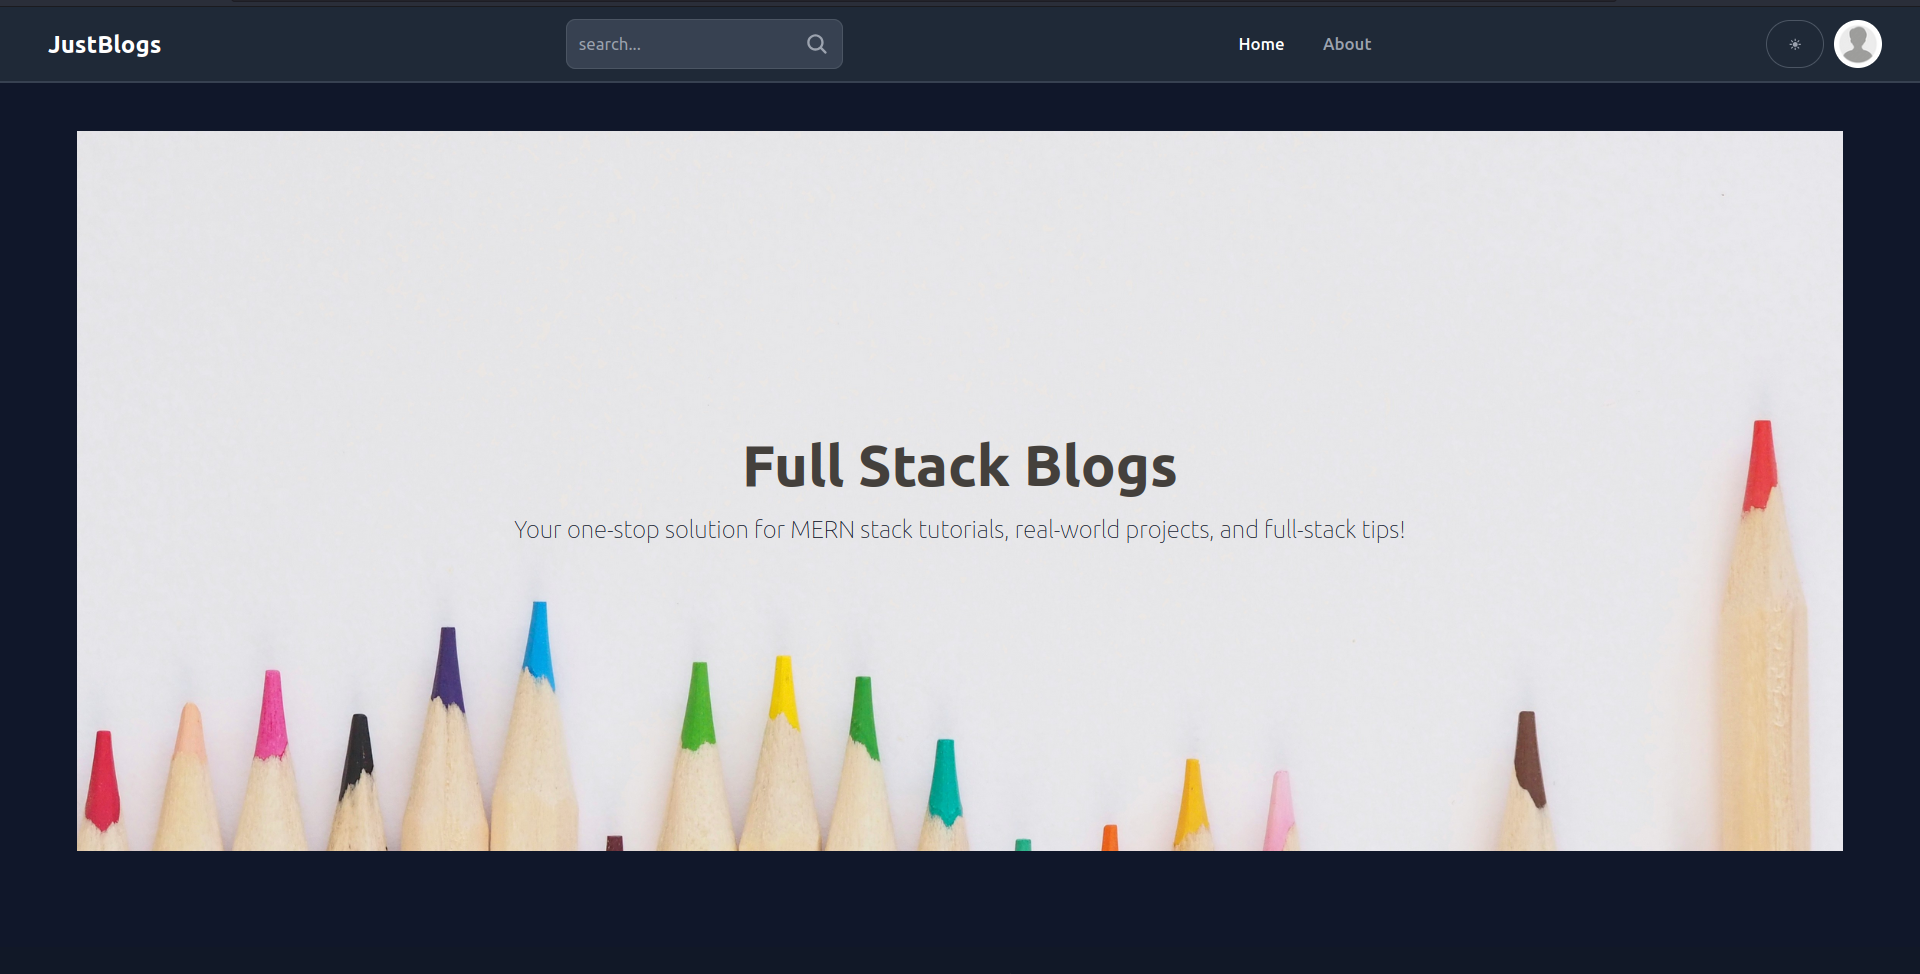 JustBlogs
search...
Home
About
Full Stack Blogs
Your one-stop solution for MERN stack tutorials, real-world projects, and full-stack tips!